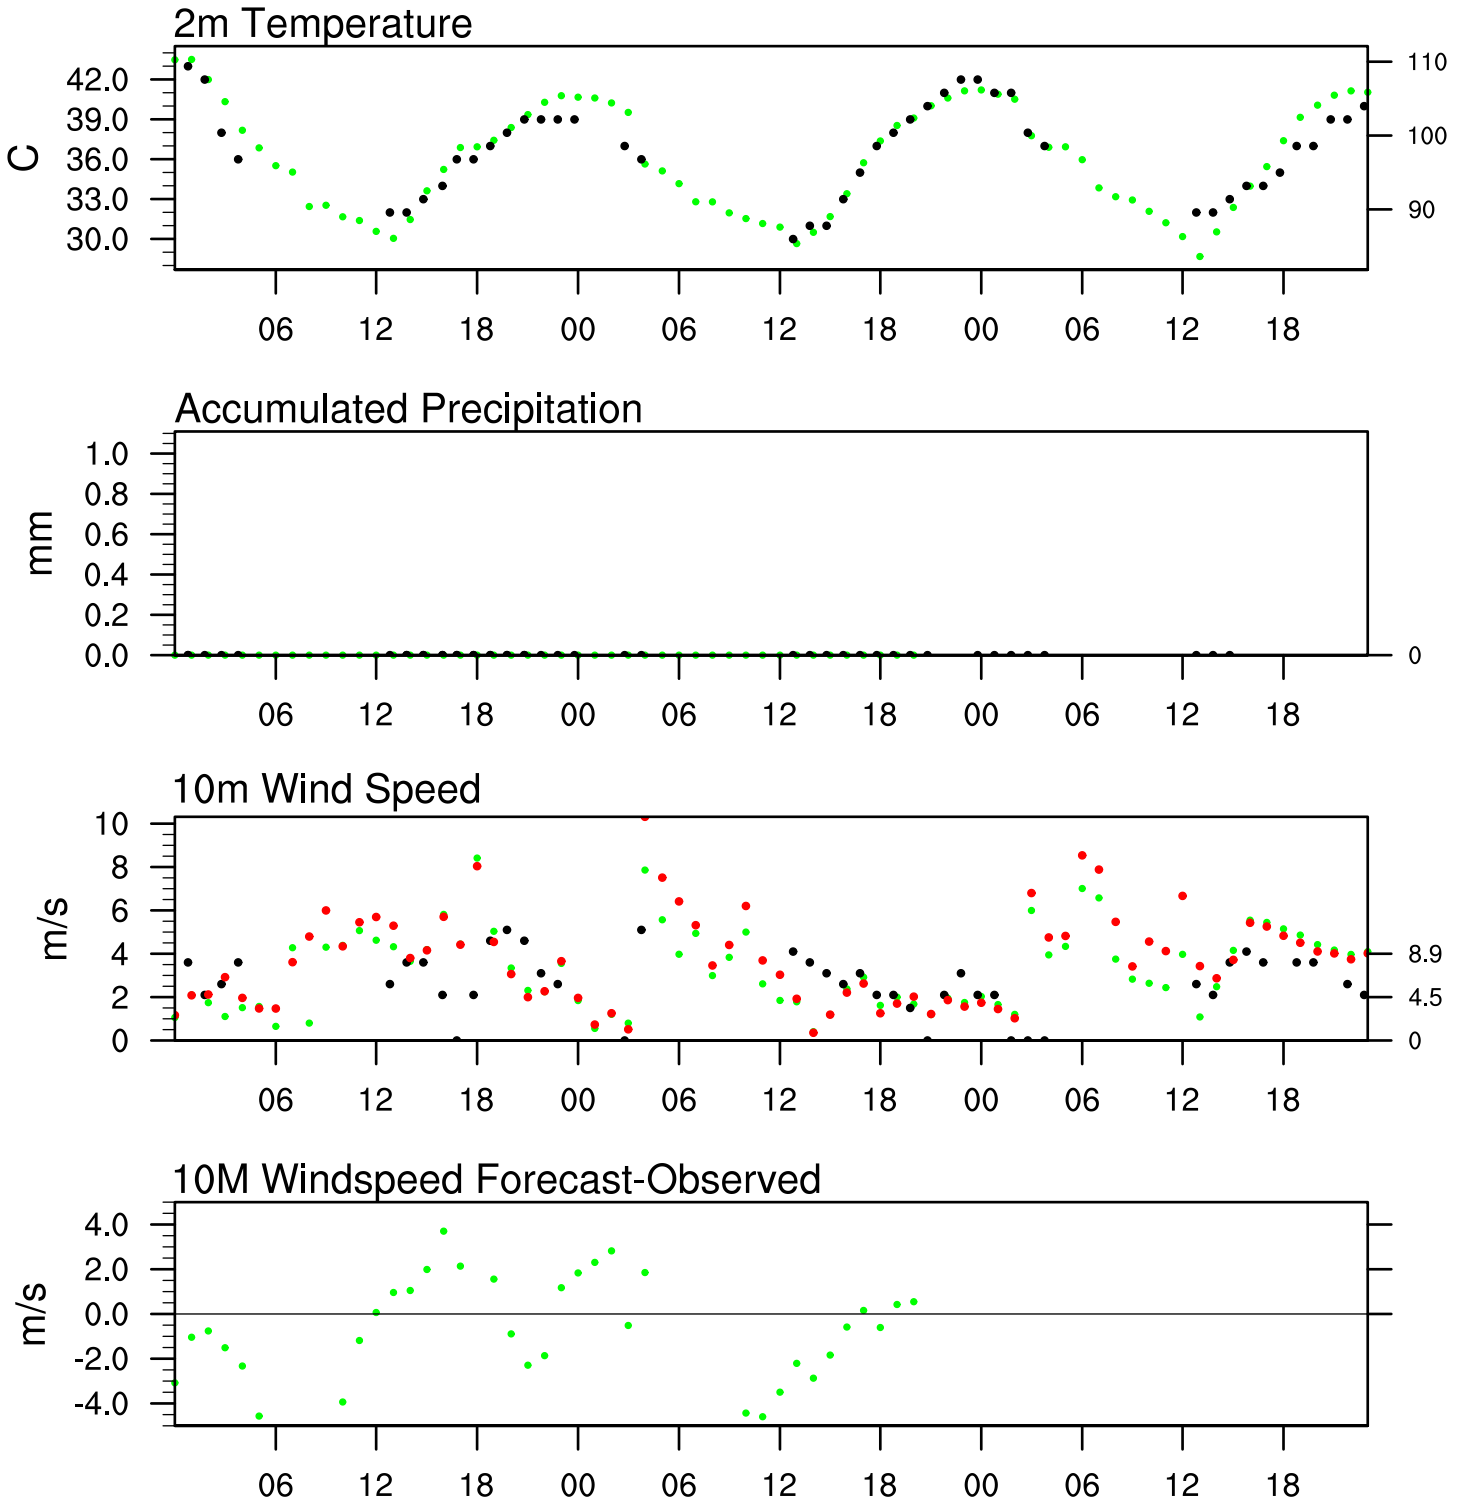 2m Temperature
42.0
39.0
36.0
33.0
30.0
C
110
100
90
06 12 18 00 06 12 18 00 06 12 18
Accumulated Precipitation
1.0
0.8
0.6
0.4
0.2
0.0
mm
0
06 12 18 00 06 12 18 00 06 12 18
10m Wind Speed
10
8
6
4
2
0
m/s
8.9
4.5
0
06 12 18 00 06 12 18 00 06 12 18
10M Windspeed Forecast-Observed
4.0
2.0
0.0
-2.0
-4.0
m/s
06 12 18 00 06 12 18 00 06 12 18